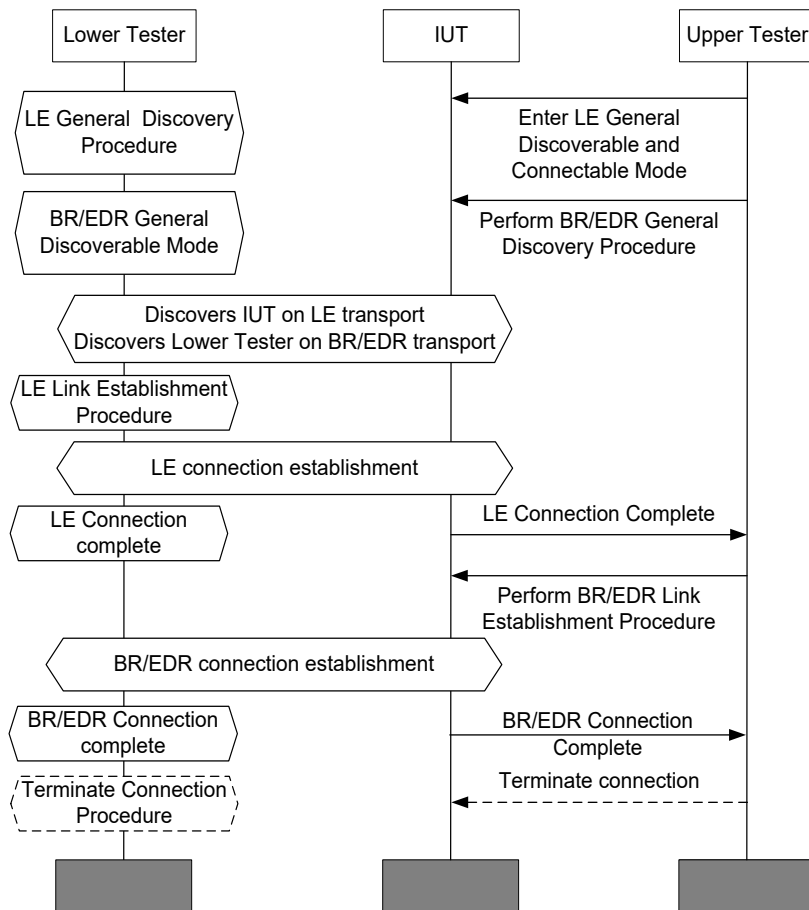 Lower Tester
IUT
Upper Tester
LE General Discovery
Procedure
Enter LE General
Discoverable and
Connectable Mode
BR/EDR General
Discoverable Mode
Perform BR/EDR General
Discovery Procedure
Discovers IUT on LE transport
Discovers Lower Tester on BR/EDR transport
LE Link Establishment
Procedure
LE connection establishment
LE Connection
complete
LE Connection Complete
Perform BR/EDR Link
Establishment Procedure
BR/EDR connection establishment
BR/EDR Connection
complete
BR/EDR Connection
Complete
Terminate Connection
Procedure
Terminate connection